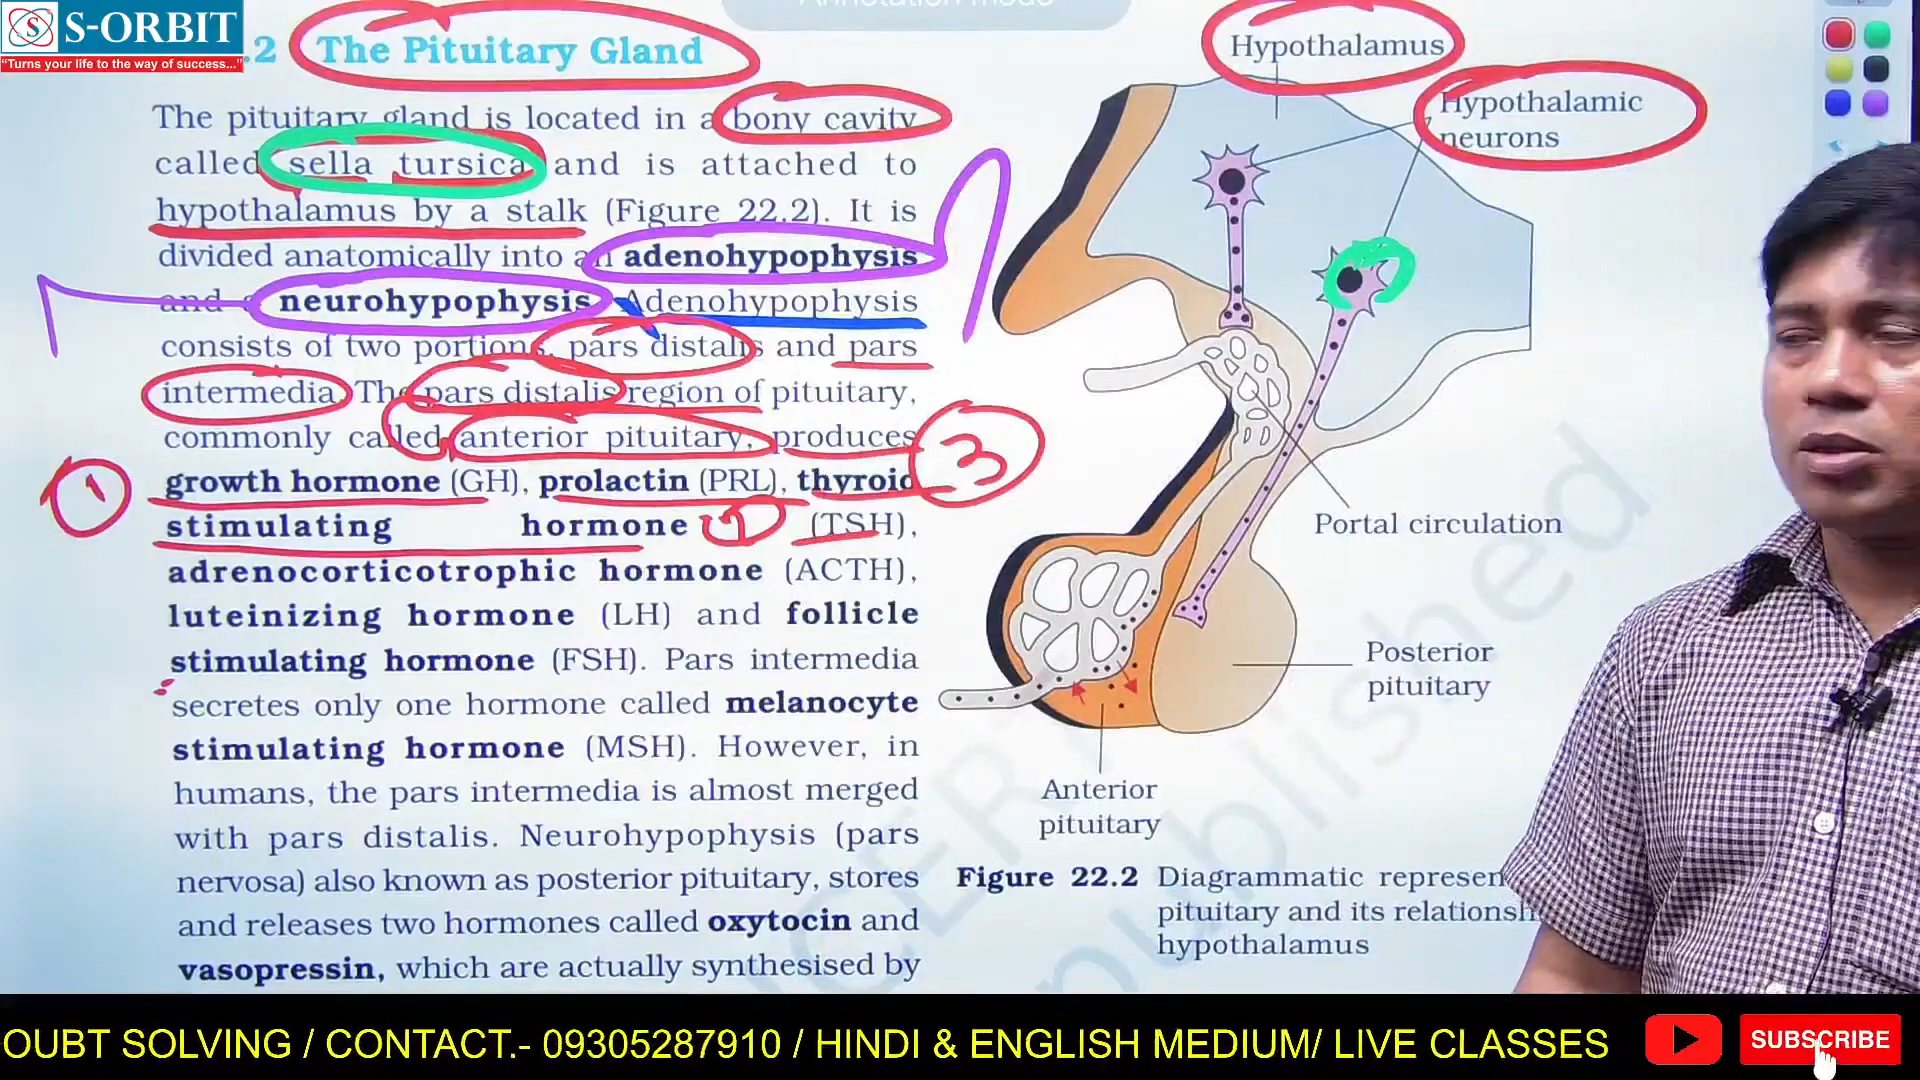 Annotation mode
S
S-ORBIT
"Turns your life to the way of success..."
.2 The Pituitary Gland
The pituitary gland is located in a bony cavity
called sella tursica and is attached to
hypothalamus by a stalk (Figure 22.2). It is
divided anatomically into an adenohypophysis
and a neurohypophysis. Adenohypophysis
consists of two portions, pars distalis and pars
intermedia. The pars distalis region of pituitary,
commonly called anterior pituitary, produces
growth hormone (GH), prolactin (PRL), thyroid
stimulating hormone (TSH),
adrenocorticotrophic hormone (ACTH),
luteinizing hormone (LH) and follicle
stimulating hormone (FSH). Pars intermedia
secretes only one hormone called melanocyte
stimulating hormone (MSH). However, in
humans, the pars intermedia is almost merged
with pars distalis. Neurohypophysis (pars
nervosa) also known as posterior pituitary, stores
and releases two hormones called oxytocin and
vasopressin, which are actually synthesised by
1
3
1
Hypothalamus
Hypothalamic
neurons
Portal circulation
Posterior
pituitary
Anterior
pituitary
Figure 22.2 Diagrammatic represen
pituitary and its relationsh
hypothalamus
NCERT
published
OUBT SOLVING / CONTACT.- 09305287910 / HINDI & ENGLISH MEDIUM/ LIVE CLASSES
SUBSCRIBE